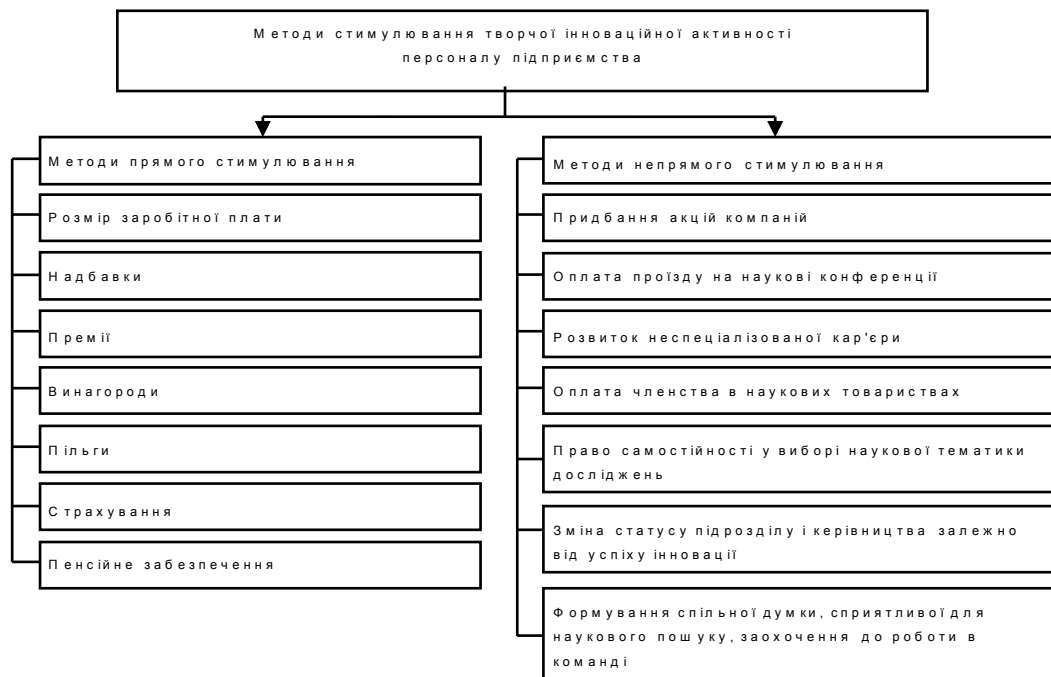 Методи стимулювання творчої інноваційної активності
персоналу підприємства
Методи прямого стимулювання
Розмір заробітної плати
Надбавки
Премії
Винагороди
Пільги
Страхування
Пенсійне забезпечення
Методи непрямого стимулювання
Придбання акцій компаній
Оплата проїзду на наукові конференції
Розвиток неспеціалізованої кар'єри
Оплата членства в наукових товариствах
Право самостійності у виборі наукової тематики
досліджень
Зміна статусу підрозділу і керівництва залежно
від успіху інновації
Формування спільної думки, сприятливої для
наукового пошуку, заохочення до роботи в
команді